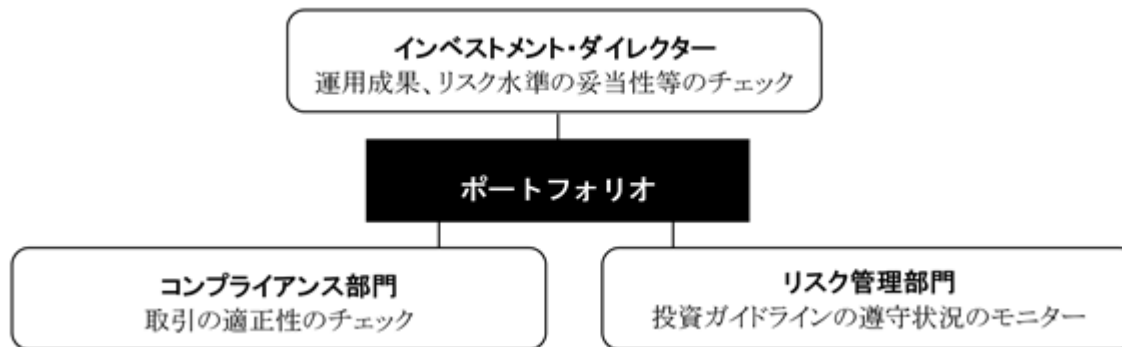 インベストメント・ダイレクター
運用成果、リスク水準の妥当性等のチェック
ポートフォリオ
コンプライアンス部門
取引の適正性のチェック
リスク管理部門
投資ガイドラインの遵守状況のモニター